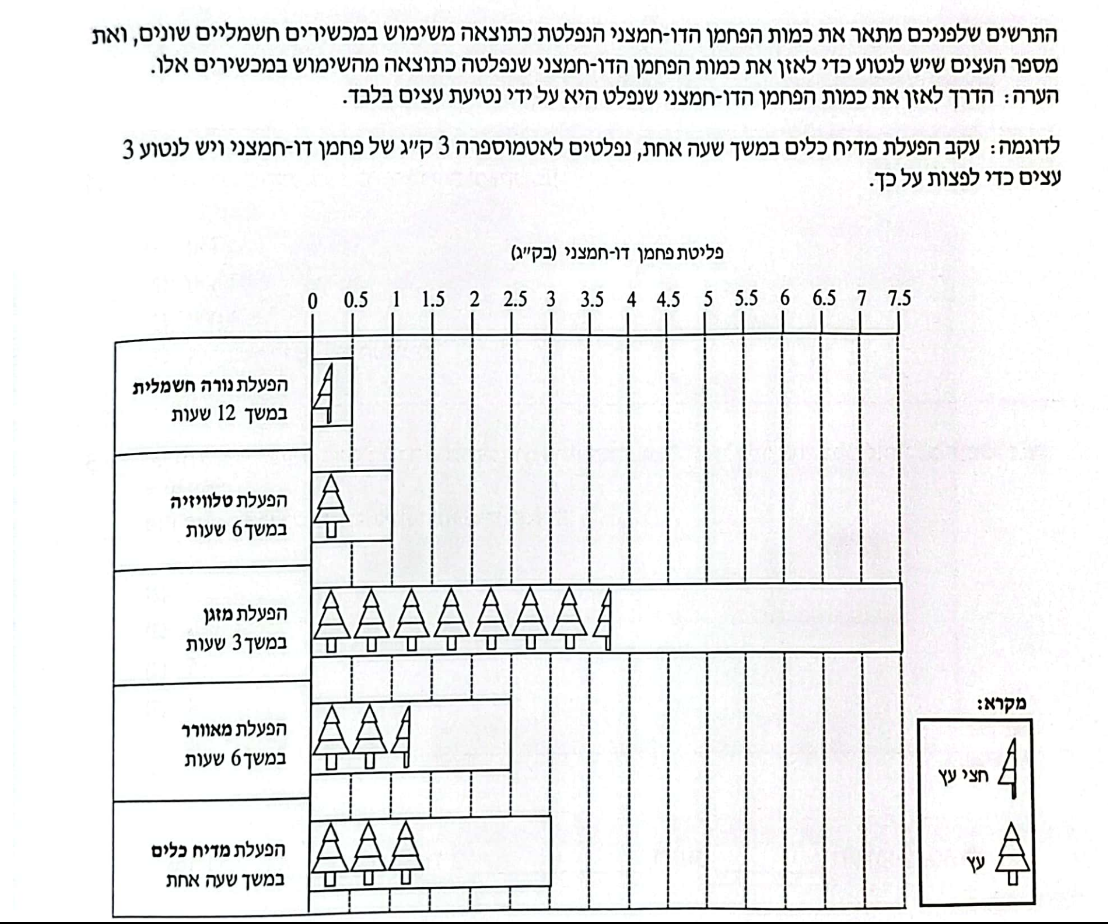 התרשים שלפניכם מתאר את כמות הפחמן הדו-חמצני הנפלטת כתוצאה משימוש במכשירים חשמליים שונים, ואת
מספר העצים שיש לנטוע כדי לאזן את כמות הפחמן הדו-חמצני שנפלטה כתוצאה מהשימוש במכשירים אלו.
הערה: הדרך לאזן את כמות הפחמן הדו-חמצני שנפלט היא על ידי נטיעת עצים בלבד.
לדוגמה: עקב הפעלת מדיח כלים במשך שעה אחת, נפלטים לאטמוספרה 3 ק״ג של פחמן דו-חמצני ויש לנטוע 3
עצים כדי לפצות על כך.
פליטת פחמן דו-חמצני (בק״ג)
0 0.5 1 1.5 2 2.5 3 3.5 4 4.5 5 5.5 6 6.5 7 7.5
הפעלת נורה חשמלית
במשך 12 שעות
הפעלת טלוויזיה
במשך 6 שעות
הפעלת מזגן
במשך 3 שעות
הפעלת מאוורר
במשך 6 שעות
הפעלת מדיח כלים
במשך שעה אחת
מקרא:
חצי עץ
עץ